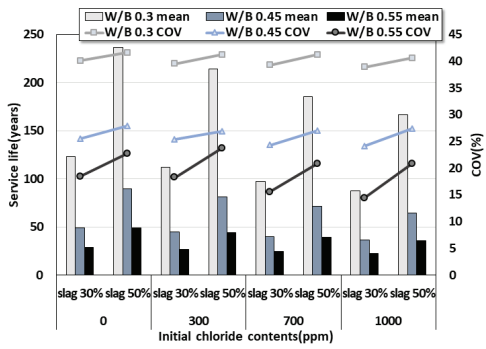 W/B 0.3 mean W/B 0.45 mean W/B 0.55 mean
W/B 0.3 COV W/B 0.45 COV W/B 0.55 COV
250 45
40
200 35
30
150
25
20
100
15
50 10
5
0 0
Service life(years)
COV(%)
slag 30% slag 50% slag 30% slag 50% slag 30% slag 50% slag 30% slag 50%
0 300 700 1000
Initial chloride contents(ppm)